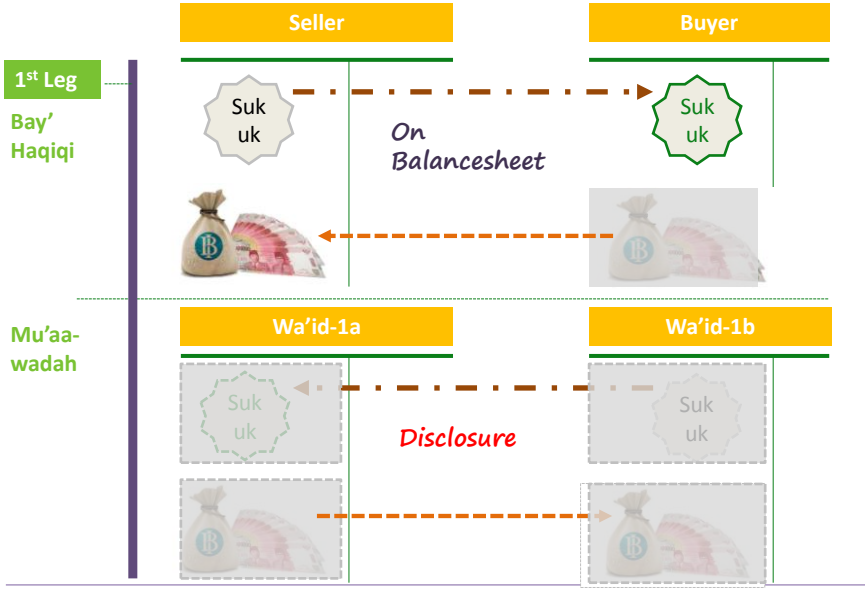 Seller
Buyer
1st Leg
Bay’
Haqiqi
Suk
uk
On
Balancesheet
Suk
uk
Mu’aa-
wadah
Wa’id-1a
Wa’id-1b
Suk
uk
Disclosure
Suk
uk